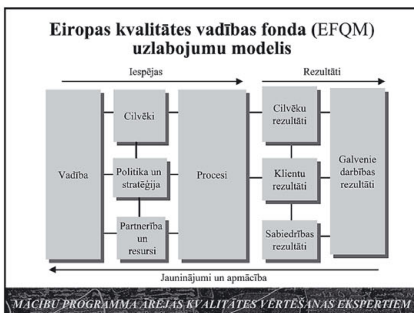 Eiropas kvalitātes vadības fonda (EFQM)
uzlabojumu modelis
Iespējas
Rezultāti
Vadība
Cilvēki
Politika un
stratēģija
Partnerība
un
resursi
Procesi
Cilvēku
rezultāti
Klientu
rezultāti
Sabiedrības
rezultāti
Galvenie
darbības
rezultāti
Jauninājumi un apmācība
MĀCĪBU PROGRAMMA ĀRĒJĀS KVALITĀTES VĒRTĒŠANAS EKSPERTIEM